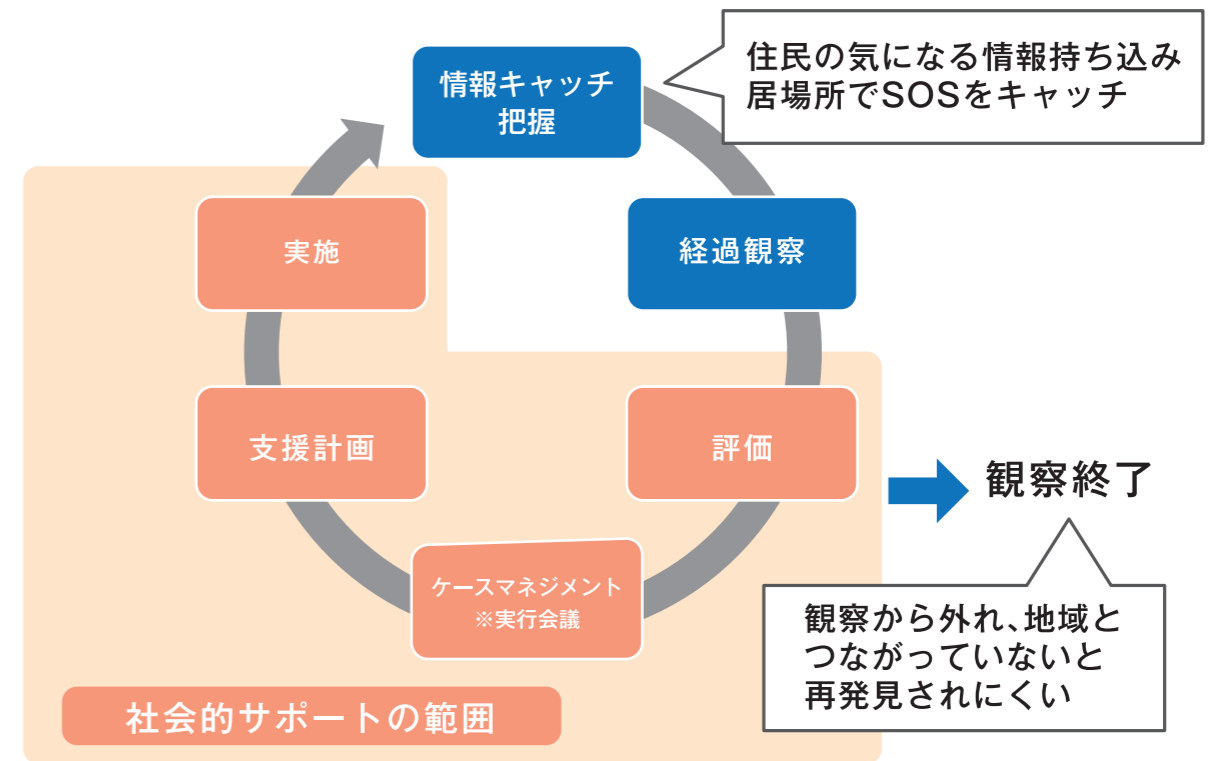 情報キャッチ
把握
住民の気になる情報持ち込み
居場所でSOSをキャッチ
経過観察
評価
観察終了
観察から外れ、地域と
つながっていないと
再発見されにくい
ケースマネジメント
※実行会議
支援計画
実施
社会的サポートの範囲